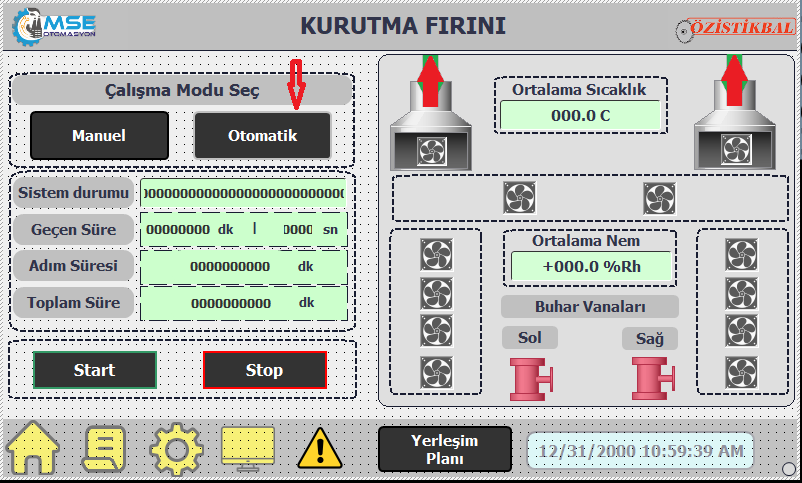 MSE
OTOMASYON
KURUTMA FIRINI
ÖZİSTİKBAL
Çalışma Modu Seç
Manuel
Otomatik
Sistem durumu
Geçen Süre
00000000 dk | 0000 sn
Adım Süresi
0000000000 dk
Toplam Süre
0000000000 dk
Start
Stop
Ortalama Sıcaklık
000.0 C
Ortalama Nem
+000.0 %Rh
Buhar Vanaları
Sol
Sağ
Yerleşim
Planı
12/31/2000 10:59:39 AM